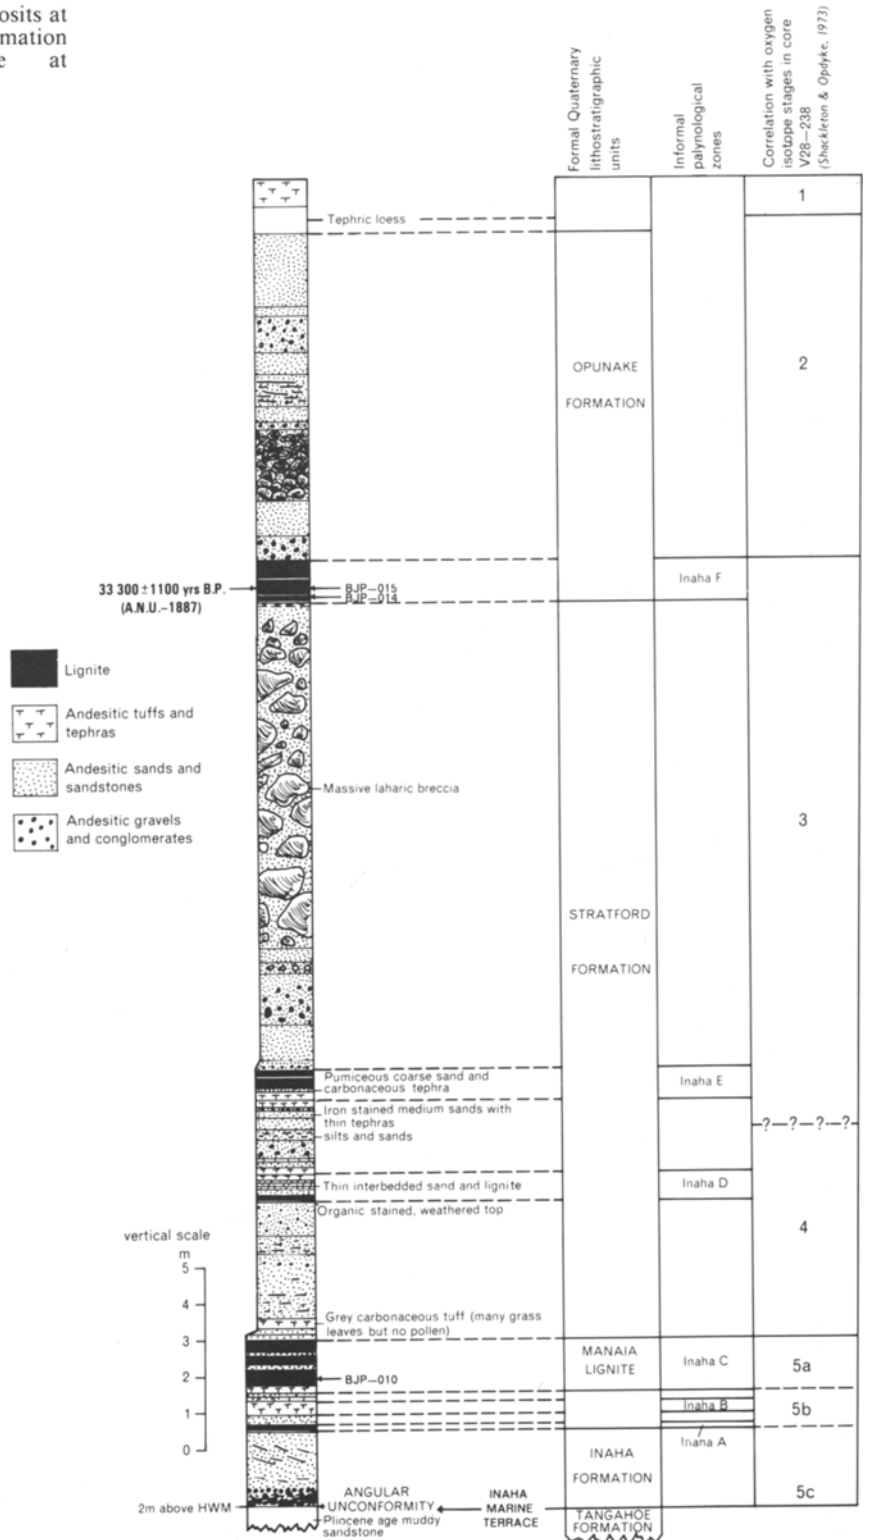 osits at
rmation
e at
Formal Quaternary
lithostratigraphic
units
Informal
palynological
zones
Correlation with oxygen
isotope stages in core
V28—238
(Shackleton & Opdyke, 1973)
1
Tephric loess
2
OPUNAKE
FORMATION
33 300 ± 1100 yrs B.P.
(A.N.U.–1887)
BJP—015
BJP—014
Inaha F
Lignite
Andesitic tuffs and
tephras
Andesitic sands and
sandstones
Andesitic gravels
and conglomerates
Massive laharic breccia
3
STRATFORD
FORMATION
Pumiceous coarse sand and
carbonaceous tephra
Inaha E
Iron stained medium sands with
thin tephras
silts and sands
—?—?—?—?—
Thin interbedded sand and lignite
Inaha D
Organic stained, weathered top
4
vertical scale
m
5
4
3
2
1
0
Grey carbonaceous tuff (many grass
leaves but no pollen)
MANAIA
LIGNITE
Inaha C
5a
BJP—010
Inaha B
5b
Inaha A
INAHA
FORMATION
5c
2m above HWM
ANGULAR
UNCONFORMITY
INAHA
MARINE
TERRACE
Pliocene age muddy
sandstone
TANGAHOE
FORMATION